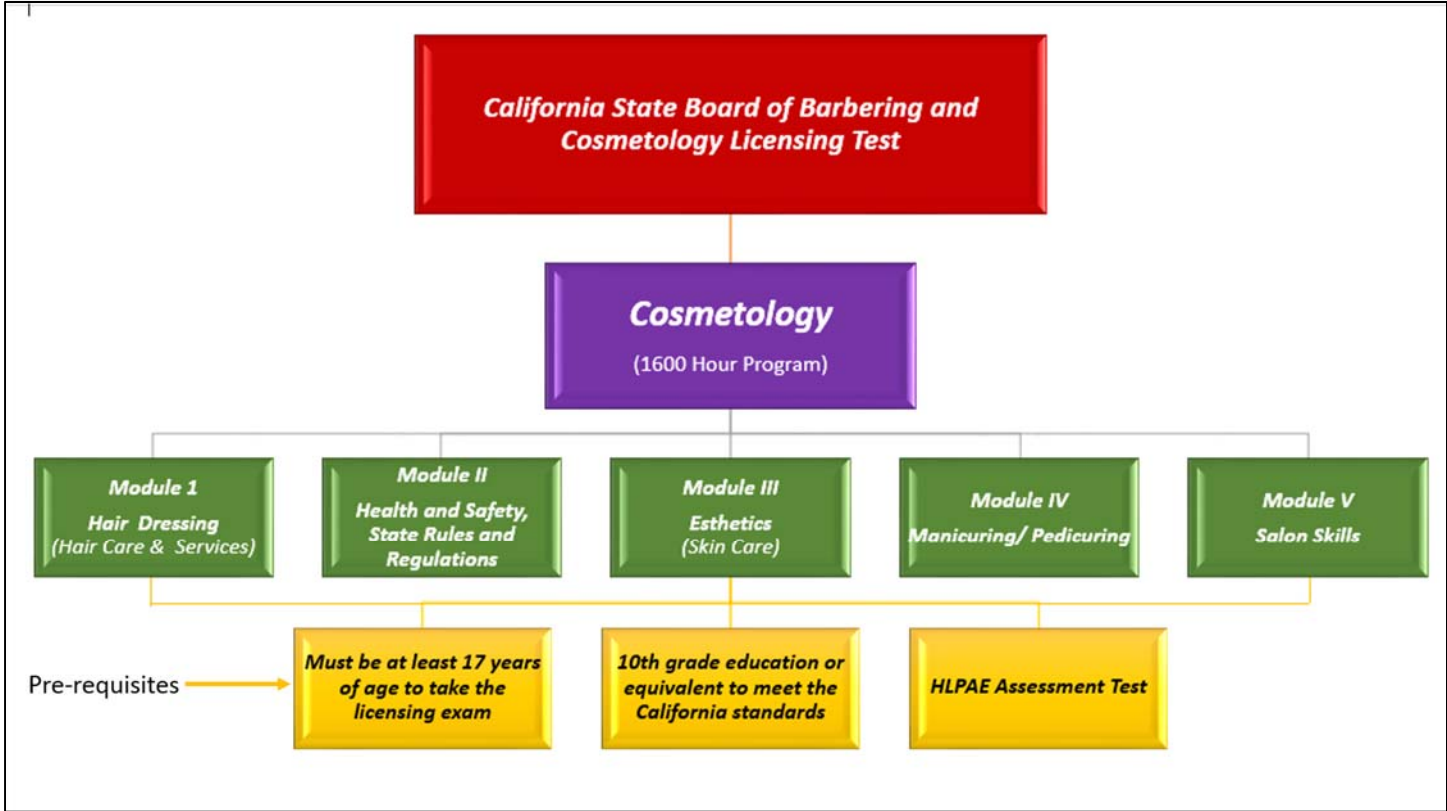 California State Board of Barbering and
Cosmetology Licensing Test
Cosmetology
(1600 Hour Program)
Module 1
Hair Dressing
(Hair Care & Services)
Module II
Health and Safety,
State Rules and
Regulations
Module III
Esthetics
(Skin Care)
Module IV
Manicuring/ Pedicuring
Module V
Salon Skills
Pre-requisites
Must be at least 17 years
of age to take the
licensing exam
10th grade education or
equivalent to meet the
California standards
HLPAE Assessment Test